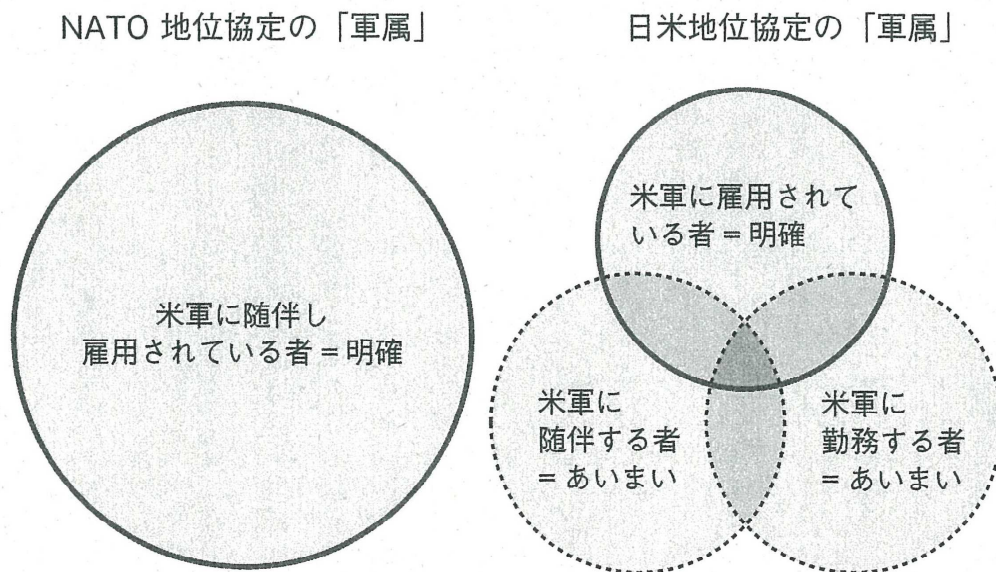 NATO 地位協定の「軍属」
米軍に随伴し
雇用されている者 = 明確
日米地位協定の「軍属」
米軍に雇用されて
いる者 = 明確
米軍に
随伴する者
= あいまい
米軍に
勤務する者
= あいまい